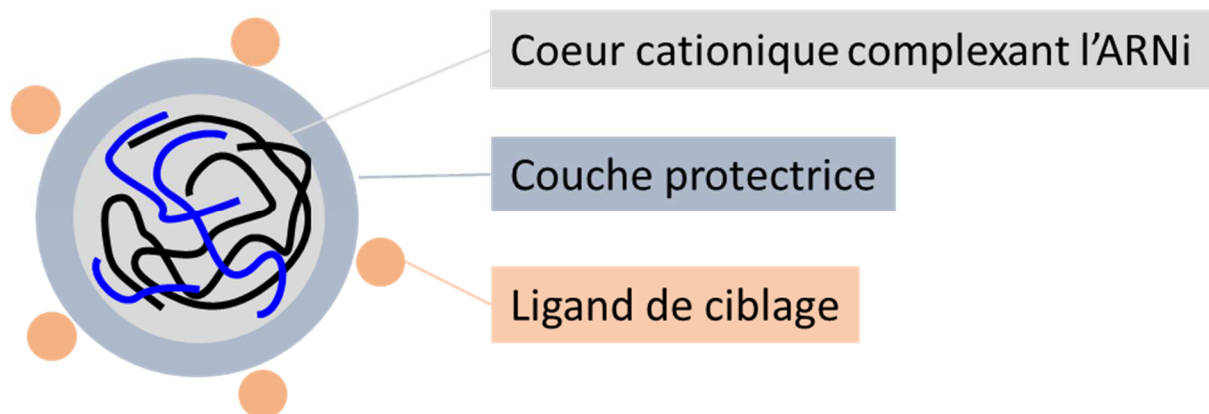 Coeur cationique complexant l’ARNi
Couche protectrice
Ligand de ciblage